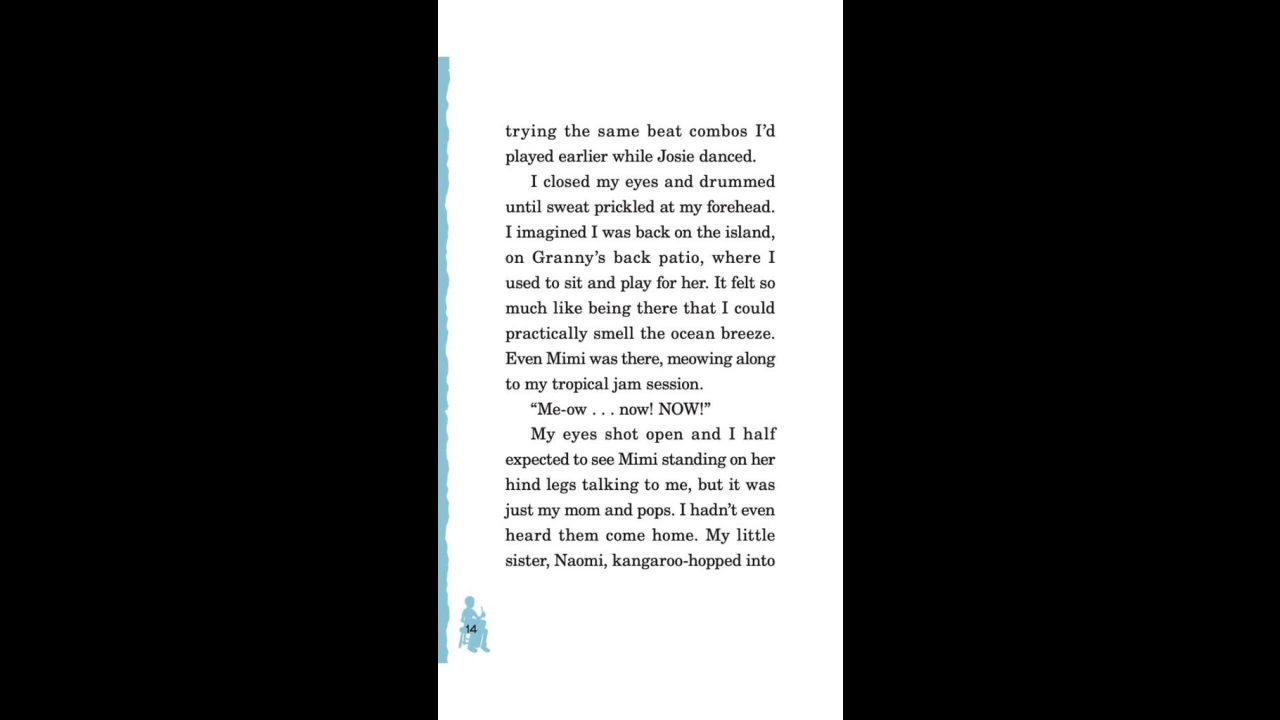 trying the same beat combos I’d
played earlier while Josie danced.
I closed my eyes and drummed
until sweat prickled at my forehead.
I imagined I was back on the island,
on Granny’s back patio, where I
used to sit and play for her. It felt so
much like being there that I could
practically smell the ocean breeze.
Even Mimi was there, meowing along
to my tropical jam session.
“Me-ow . . . now! NOW!”
My eyes shot open and I half
expected to see Mimi standing on her
hind legs talking to me, but it was
just my mom and pops. I hadn’t even
heard them come home. My little
sister, Naomi, kangaroo-hopped into
14